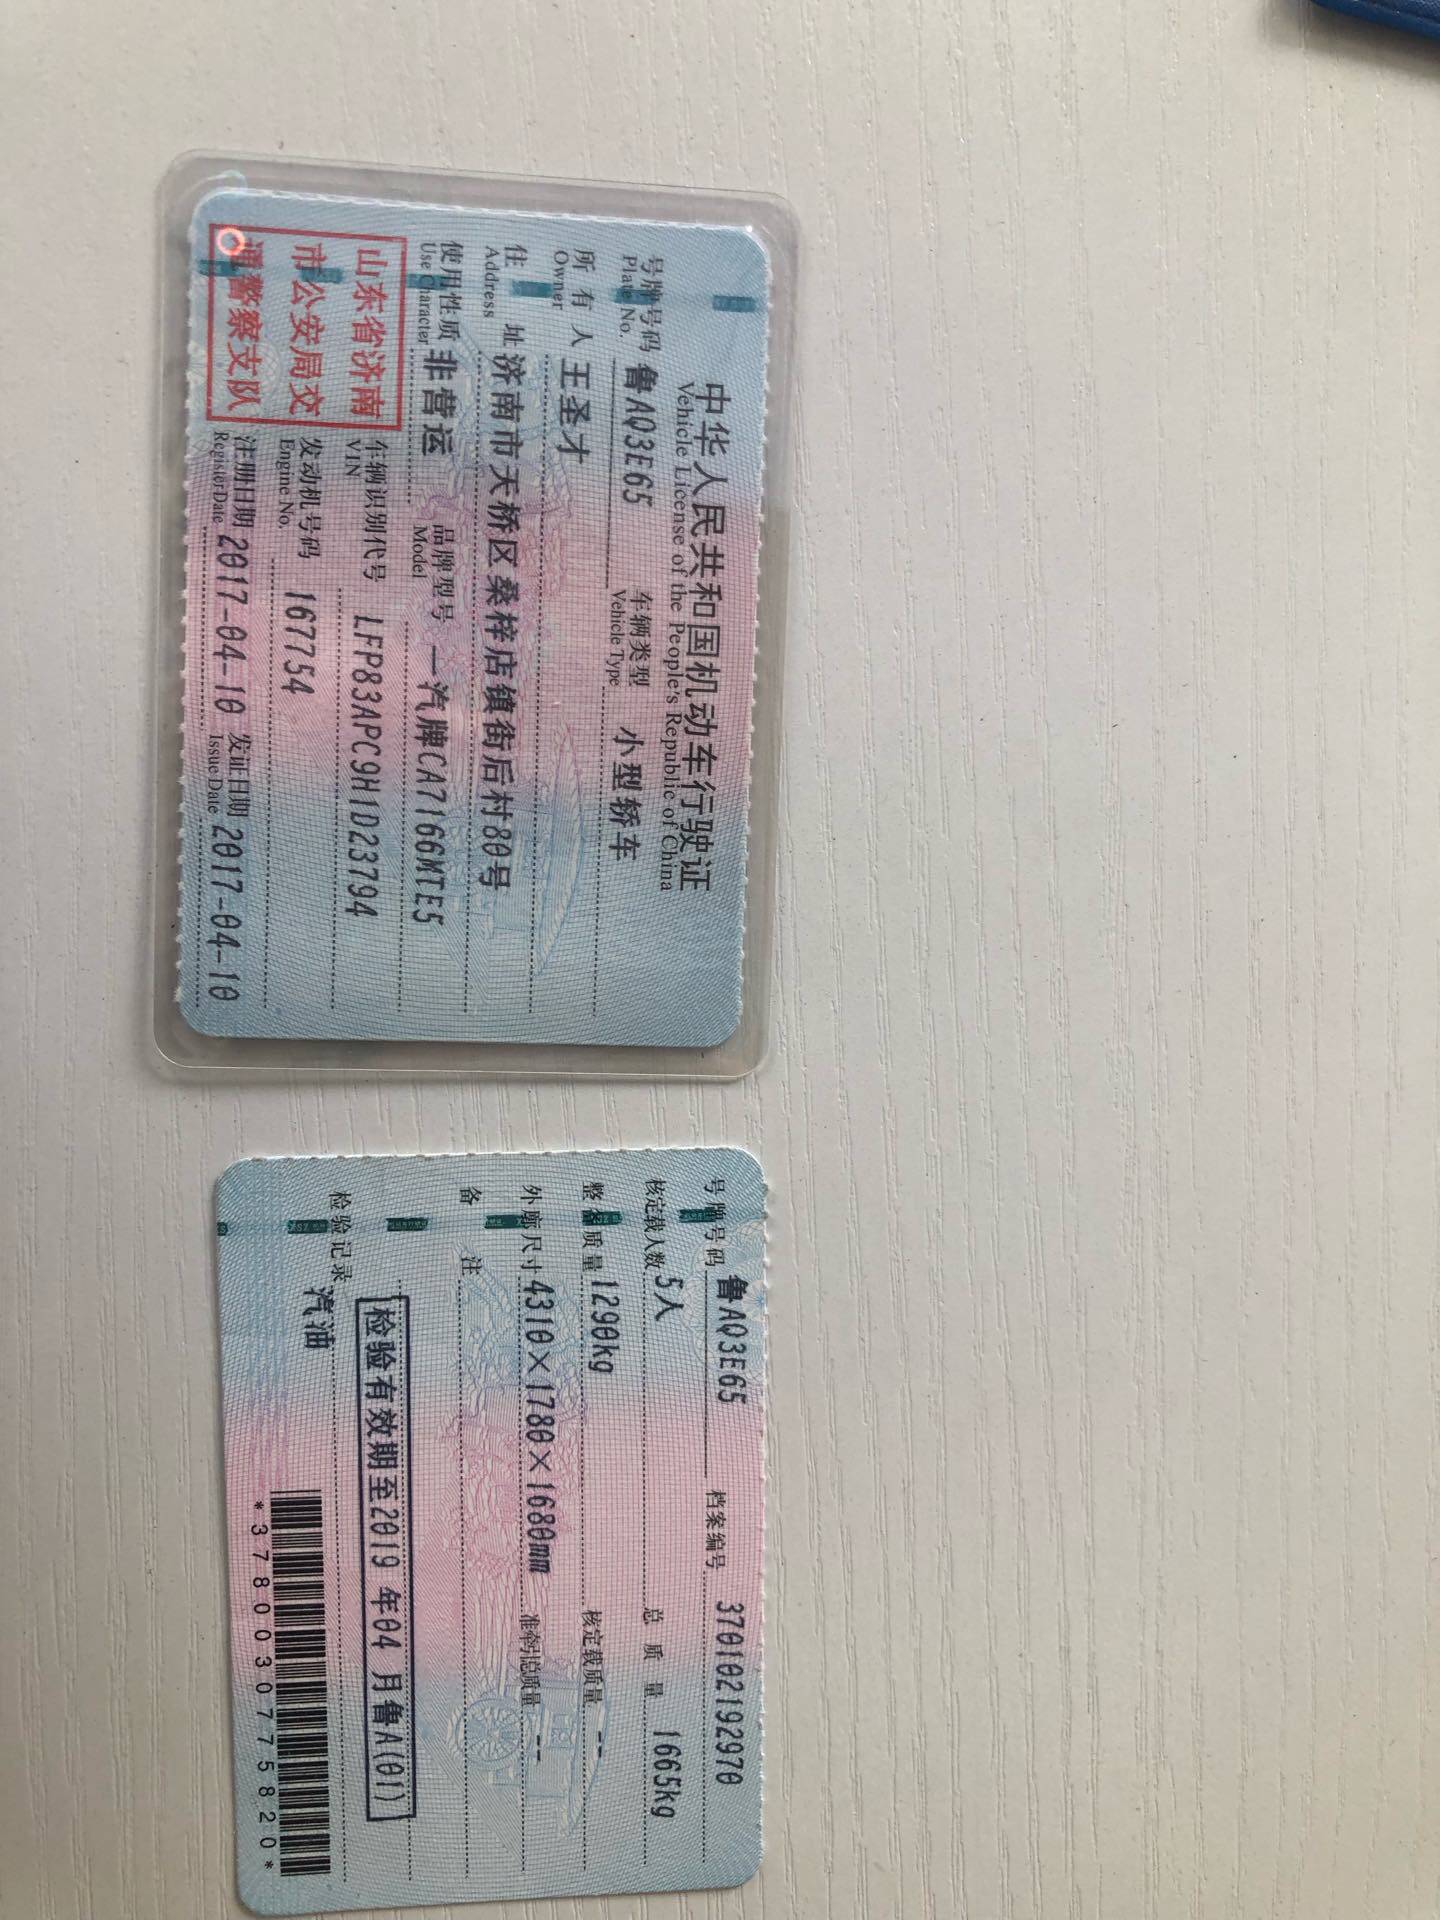 中华人民共和国机动车行驶证
Vehicle License of the People's Republic of China
号牌号码 鲁AQ3E65 车辆类型 小型轿车
Plate No. Vehicle Type
所有人 王圣才
Owner
住址 济南市天桥区桑梓店镇街后村80号
Address
使用性质 非营运 品牌型号 一汽牌CA7166MTE5
Use Character Model
山东省济南
市公安局交
通警察支队
车辆识别代号 LFP83APC9H1D23794
VIN
发动机号码 167754
Engine No.
注册日期 2017-04-10 发证日期 2017-04-10
Register Date Issue Date
号牌号码 鲁AQ3E65 档案编号 370102192970
核定载人数 5人 总质量 1665kg
整备质量 1290kg 核定载质量 --
外廓尺寸 4310×1780×1680mm 准牵引总质量 --
备注
检验有效期至2019年04月鲁A(01)
检验记录
汽油
*3780030775820*